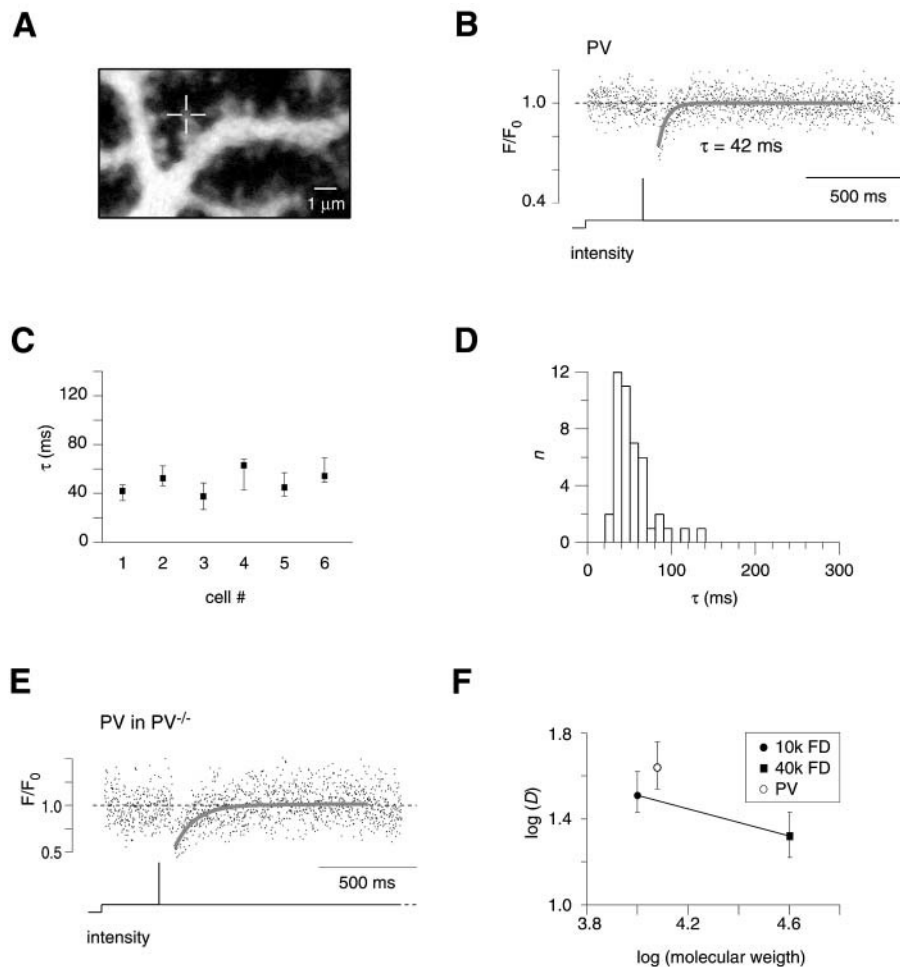 A
1 μm
B
PV
1.0
F/F0
0.4
τ = 42 ms
500 ms
intensity
C
120
80
40
0
τ (ms)
1 2 3 4 5 6
cell #
D
12
8
4
0
n
0 100 200 300
τ (ms)
E
PV in PV-/-
F/F0
1.0
0.5
500 ms
intensity
F
1.8
1.4
1.0
log (D)
10k FD
40k FD
PV
3.8 4.2 4.6
log (molecular weigth)